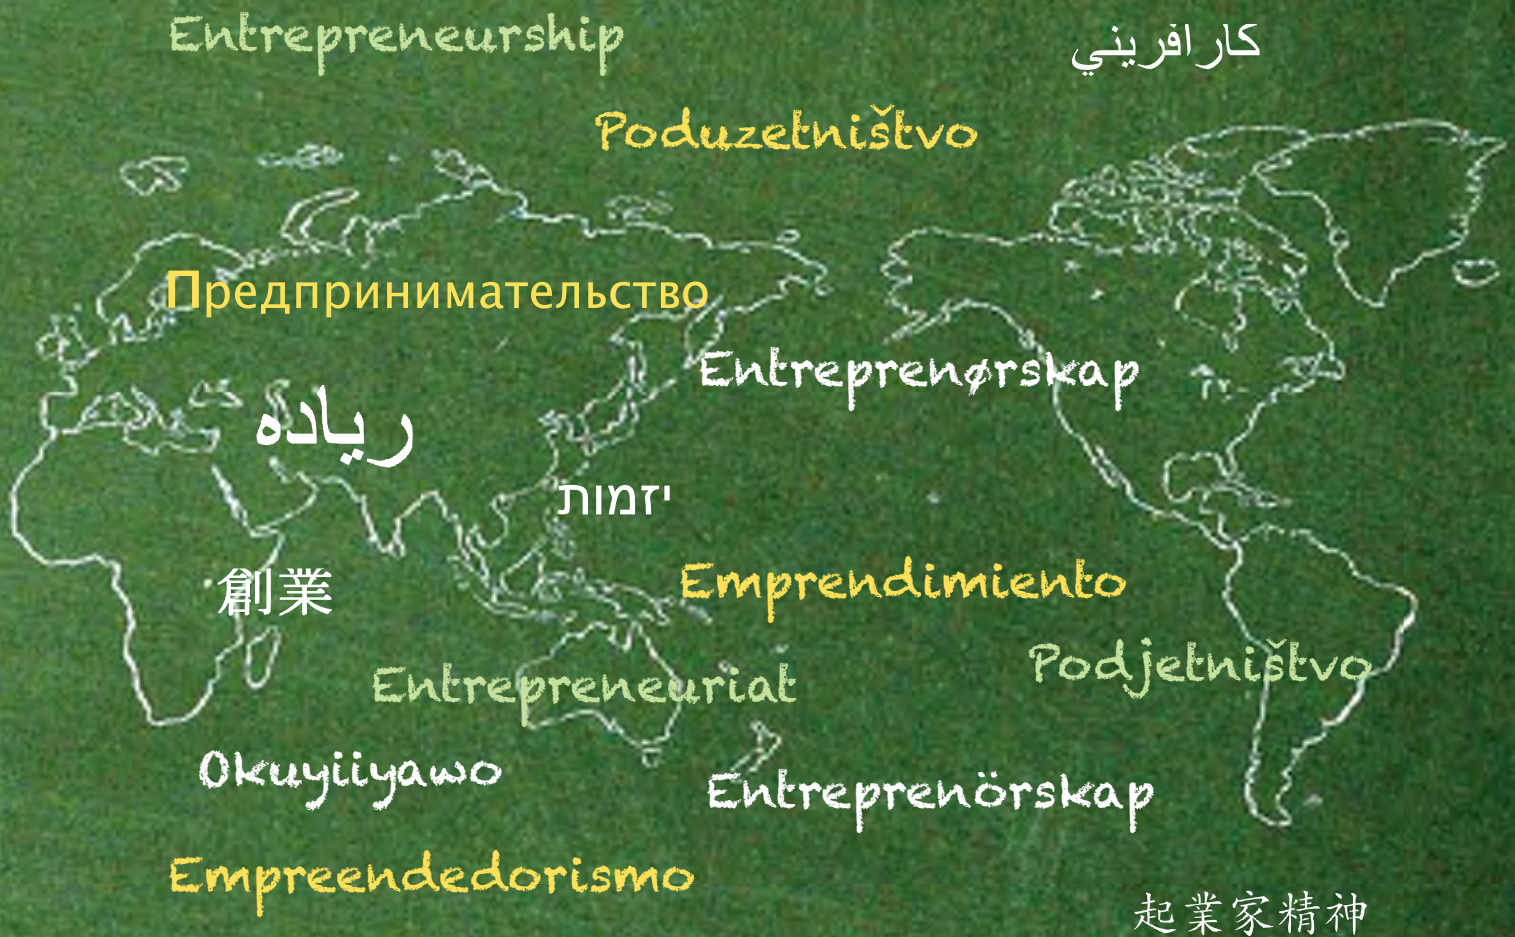 Entrepreneurship
كارافريني
Poduzetništvo
Предпринимательство
Entreprenørskap
رياده
יזמות
創業
Emprendimiento
Podjetništvo
Entrepreneuriat
Okuyiiyawo
Entreprenörskap
Empreendedorismo
起業家精神